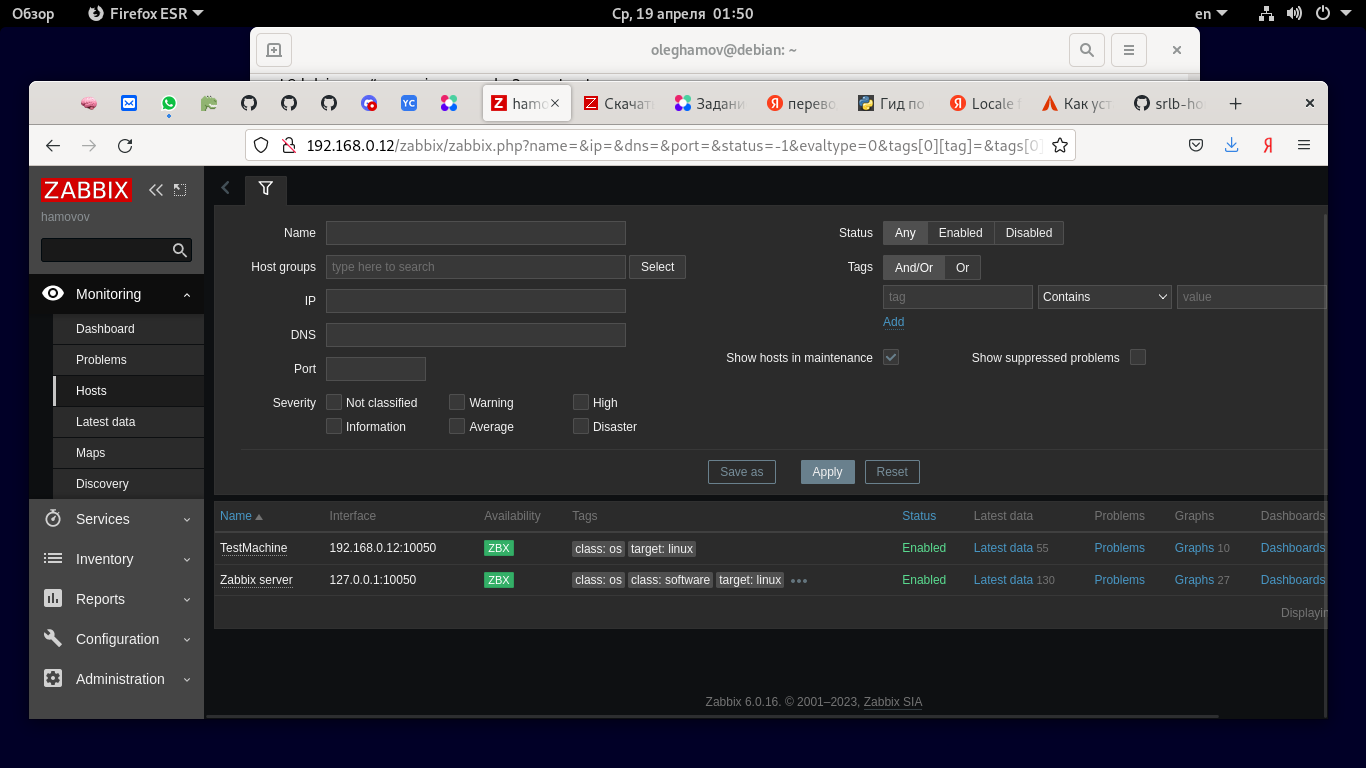 Обзор Firefox ESR Ср, 19 апреля 01:50 en
oleghamov@debian: ~
YC Z hamo Z Скачать Задани перево Гид по Locale Как уст srlb-ho
192.168.0.12/zabbix/zabbix.php?name=&ip=&dns=&port=&status=-1&evaltype=0&tags[0][tag]=&tags[0]
ZABBIX
hamovov
Monitoring
Dashboard
Problems
Hosts
Latest data
Maps
Discovery
Services
Inventory
Reports
Configuration
Administration
Name Status Any Enabled Disabled
Host groups type here to search Select Tags And/Or Or
IP tag Contains value
Add
DNS
Port Show hosts in maintenance Show suppressed problems
Severity Not classified Warning High
Information Average Disaster
Save as Apply Reset
Name Interface Availability Tags Status Latest data Problems Graphs Dashboards
TestMachine 192.168.0.12:10050 ZBX class: os target: linux Enabled Latest data 55 Problems Graphs 10 Dashboards
Zabbix server 127.0.0.1:10050 ZBX class: os class: software target: linux ••• Enabled Latest data 130 Problems Graphs 27 Dashboards
Displayin
Zabbix 6.0.16. © 2001–2023, Zabbix SIA